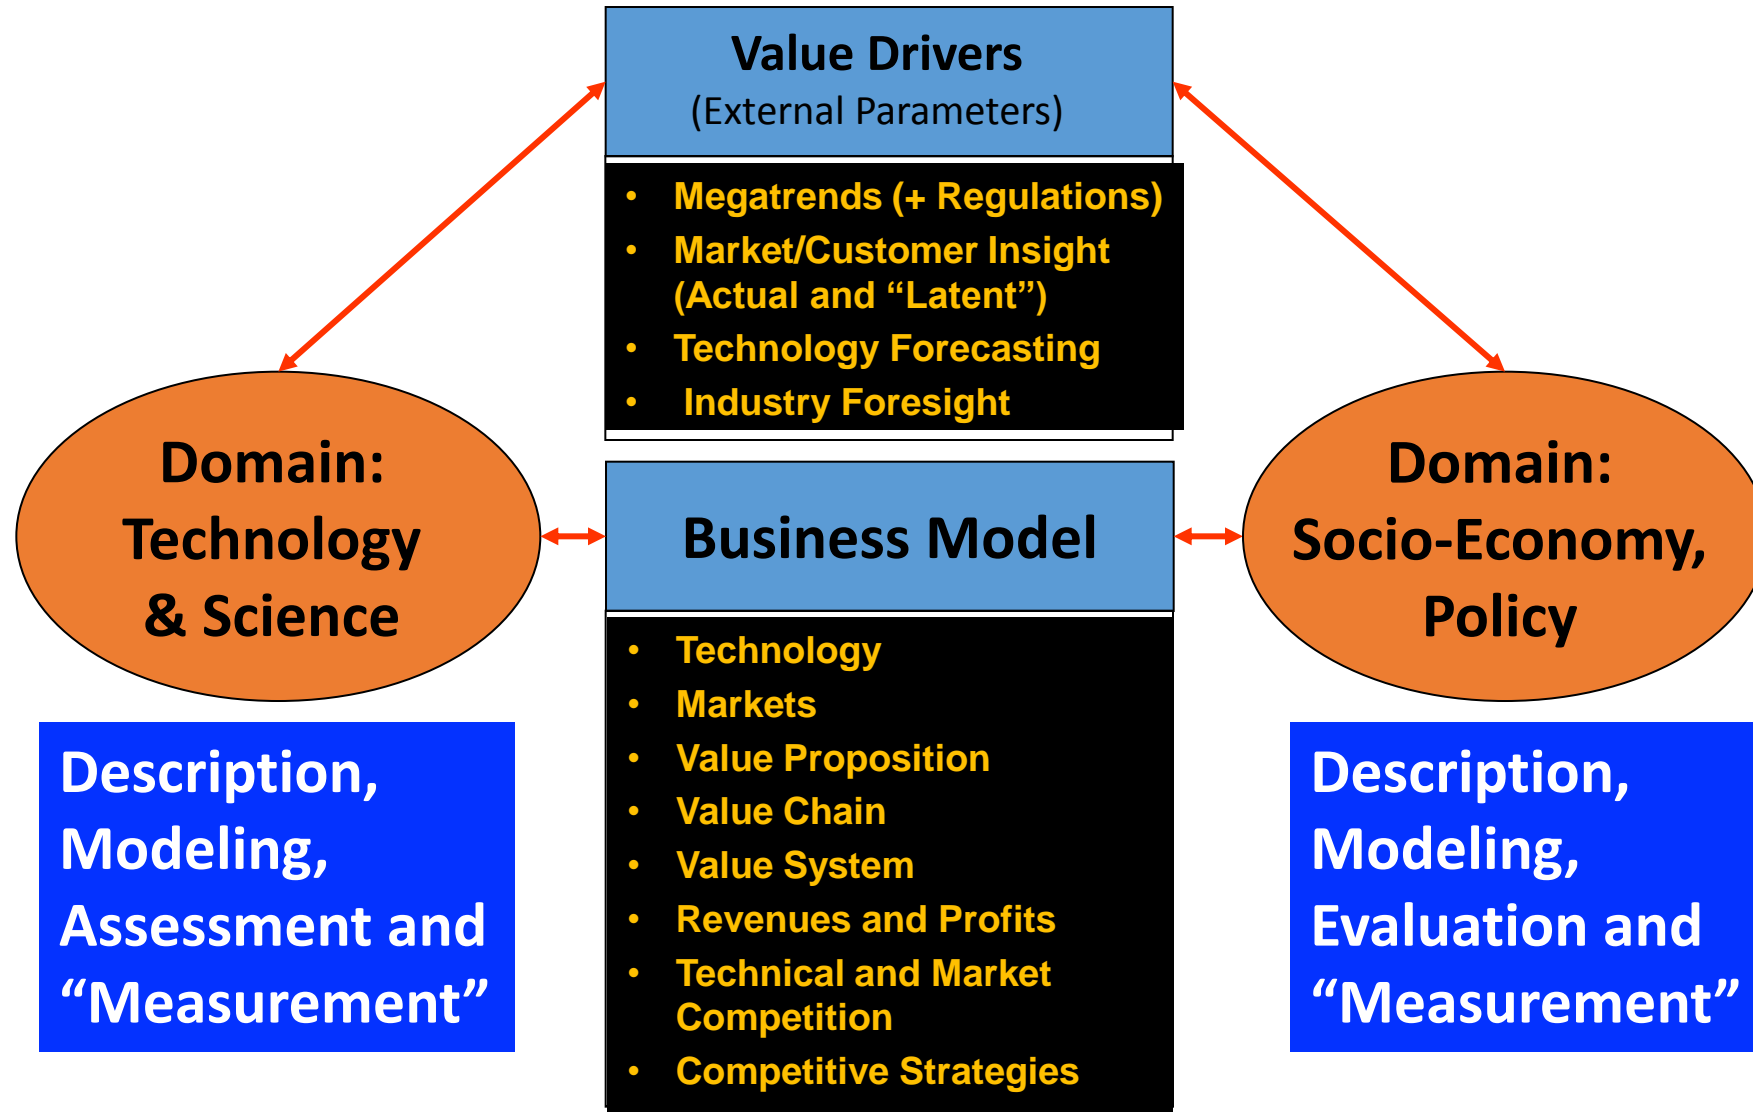 Value Drivers
(External Parameters)
• Megatrends (+ Regulations)
• Market/Customer Insight
(Actual and “Latent”)
• Technology Forecasting
• Industry Foresight
Domain:
Technology
& Science
Business Model
Domain:
Socio-Economy,
Policy
• Technology
• Markets
• Value Proposition
• Value Chain
• Value System
• Revenues and Profits
• Technical and Market
Competition
• Competitive Strategies
Description,
Modeling,
Assessment and
“Measurement”
Description,
Modeling,
Evaluation and
“Measurement”